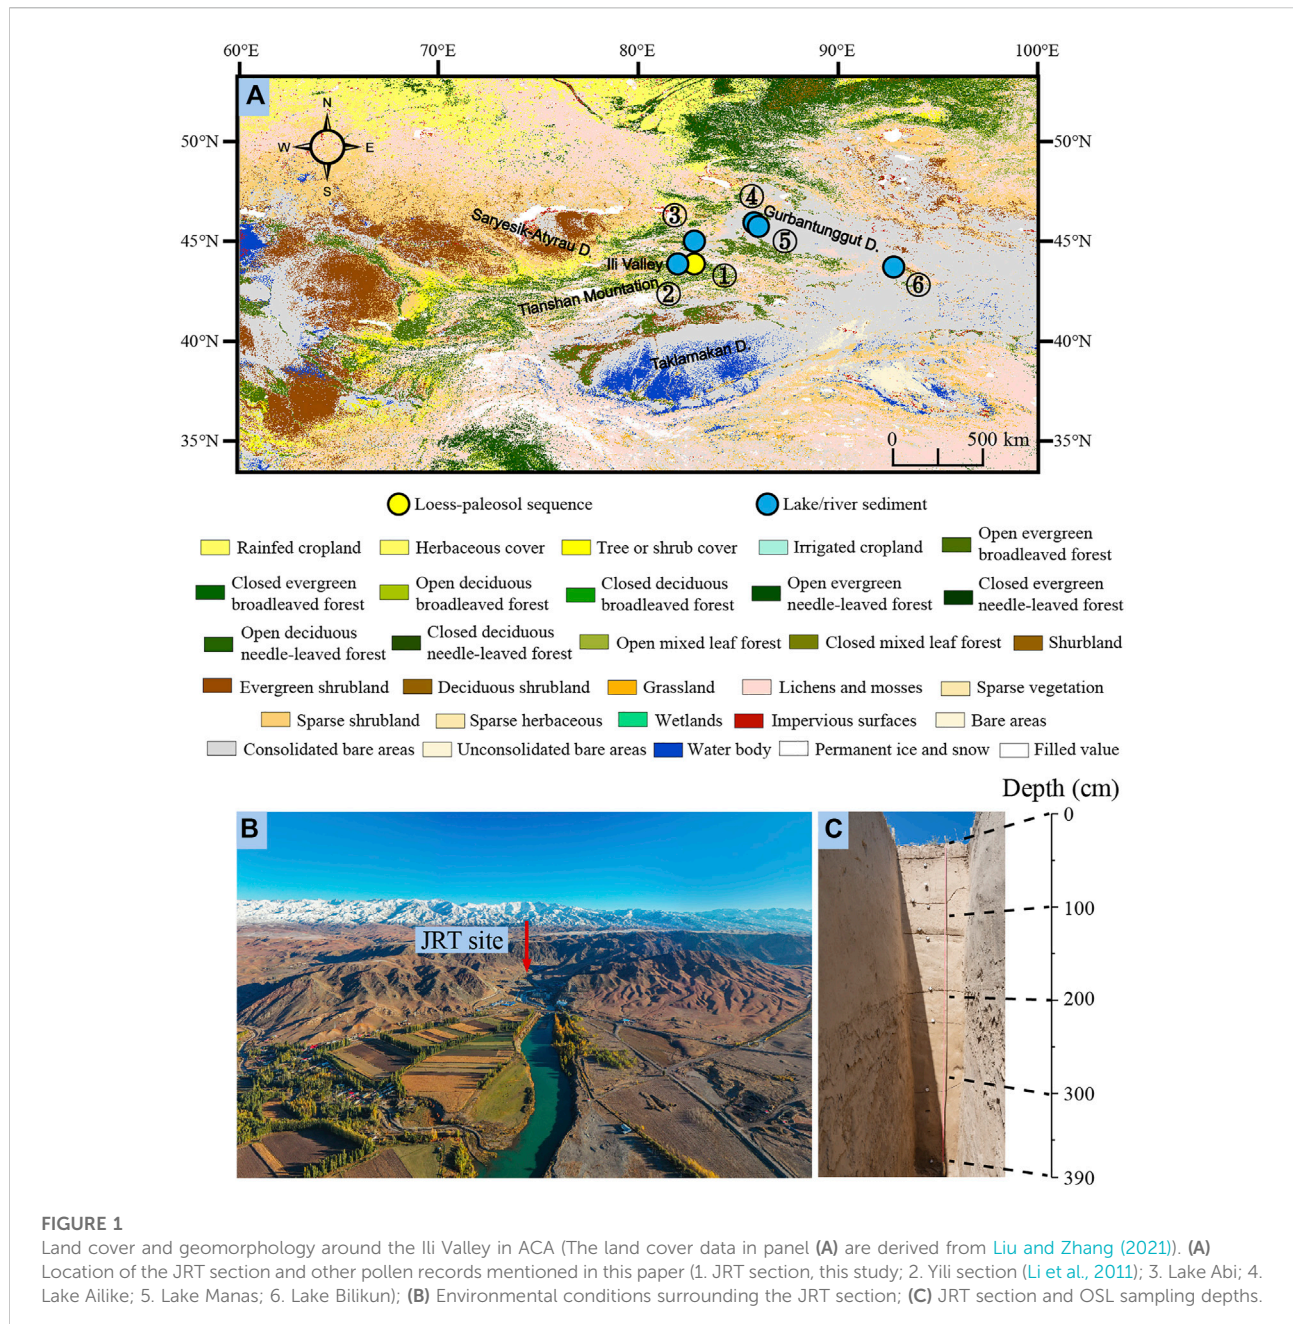 60°E 70°E 80°E 90°E 100°E
A
N
W E
S
50°N 50°N
45°N 45°N
40°N 40°N
35°N 35°N
④
③ Gurbantunggut D.
Saryesik-Atyrau D. ⑤
Ili Valley ①
Tianshan Mountation ② ⑥
Taklamakan D.
0 500 km
Loess-paleosol sequence Lake/river sediment
Rainfed cropland Herbaceous cover Tree or shrub cover Irrigated cropland Open evergreen
broadleaved forest
Closed evergreen Open deciduous Closed deciduous Open evergreen Closed evergreen
broadleaved forest broadleaved forest broadleaved forest needle-leaved forest needle-leaved forest
Open deciduous Closed deciduous Open mixed leaf forest Closed mixed leaf forest Shurbland
needle-leaved forest needle-leaved forest
Evergreen shrubland Deciduous shrubland Grassland Lichens and mosses Sparse vegetation
Sparse shrubland Sparse herbaceous Wetlands Impervious surfaces Bare areas
Consolidated bare areas Unconsolidated bare areas Water body Permanent ice and snow Filled value
B
JRT site
C
Depth (cm)
0
100
200
300
390
FIGURE 1
Land cover and geomorphology around the Ili Valley in ACA (The land cover data in panel (A) are derived from Liu and Zhang (2021)). (A)
Location of the JRT section and other pollen records mentioned in this paper (1. JRT section, this study; 2. Yili section (Li et al., 2011); 3. Lake Abi; 4.
Lake Ailike; 5. Lake Manas; 6. Lake Bilikun); (B) Environmental conditions surrounding the JRT section; (C) JRT section and OSL sampling depths.